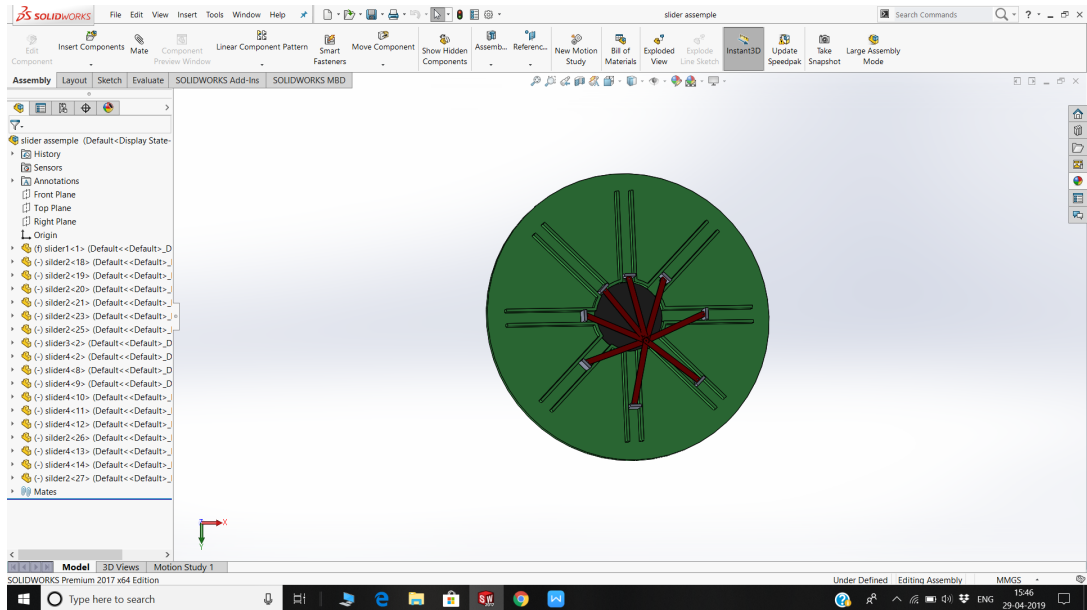 SOLIDWORKS File Edit View Insert Tools Window Help slider assemple Search Commands
Edit Component
Insert Components
Mate
Component Preview Window
Linear Component Pattern
Smart Fasteners
Move Component
Show Hidden Components
Assemb...
Referenc...
New Motion Study
Bill of Materials
Exploded View
Explode Line Sketch
Instant3D
Update Speedpak
Take Snapshot
Large Assembly Mode
Assembly Layout Sketch Evaluate SOLIDWORKS Add-Ins SOLIDWORKS MBD
slider assemple (Default<Display State-
History
Sensors
Annotations
Front Plane
Top Plane
Right Plane
Origin
(f) slider1<1> (Default<<Default>_D
(-) silder2<18> (Default<<Default>_
(-) silder2<19> (Default<<Default>_
(-) silder2<20> (Default<<Default>_
(-) silder2<21> (Default<<Default>_
(-) silder2<23> (Default<<Default>_
(-) silder2<25> (Default<<Default>_
(-) slider3<2> (Default<<Default>_D
(-) slider4<2> (Default<<Default>_D
(-) slider4<8> (Default<<Default>_D
(-) slider4<9> (Default<<Default>_D
(-) slider4<10> (Default<<Default>_
(-) slider4<11> (Default<<Default>_
(-) slider4<12> (Default<<Default>_
(-) silder2<26> (Default<<Default>_
(-) slider4<13> (Default<<Default>_
(-) slider4<14> (Default<<Default>_
(-) silder2<27> (Default<<Default>_
Mates
X
Y
Model 3D Views Motion Study 1
SOLIDWORKS Premium 2017 x64 Edition Under Defined Editing Assembly MMGS
Type here to search ENG 15:46
29-04-2019